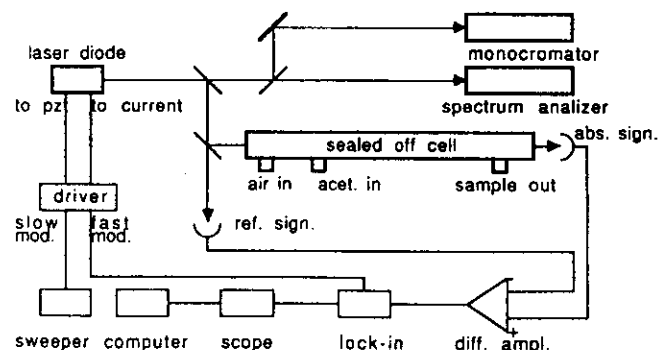 laser diode
monocromator
to pzt to current
spectrum analizer
abs. sign.
sealed off cell
air in acet. in sample out
driver
slow fast
mod. mod.
ref. sign.
+
sweeper computer scope lock-in diff. ampl.